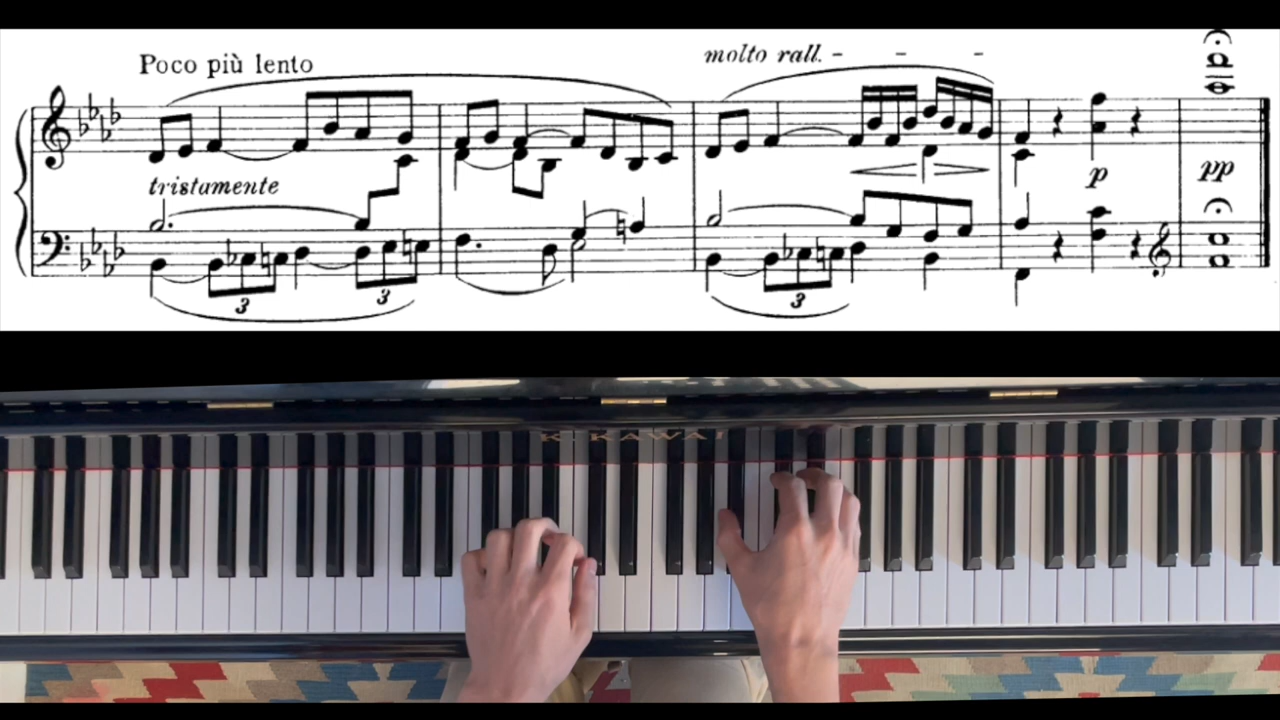 Poco più lento
molto rall. - - -
tristamente
p
pp
3
3
3
K.KAWAI